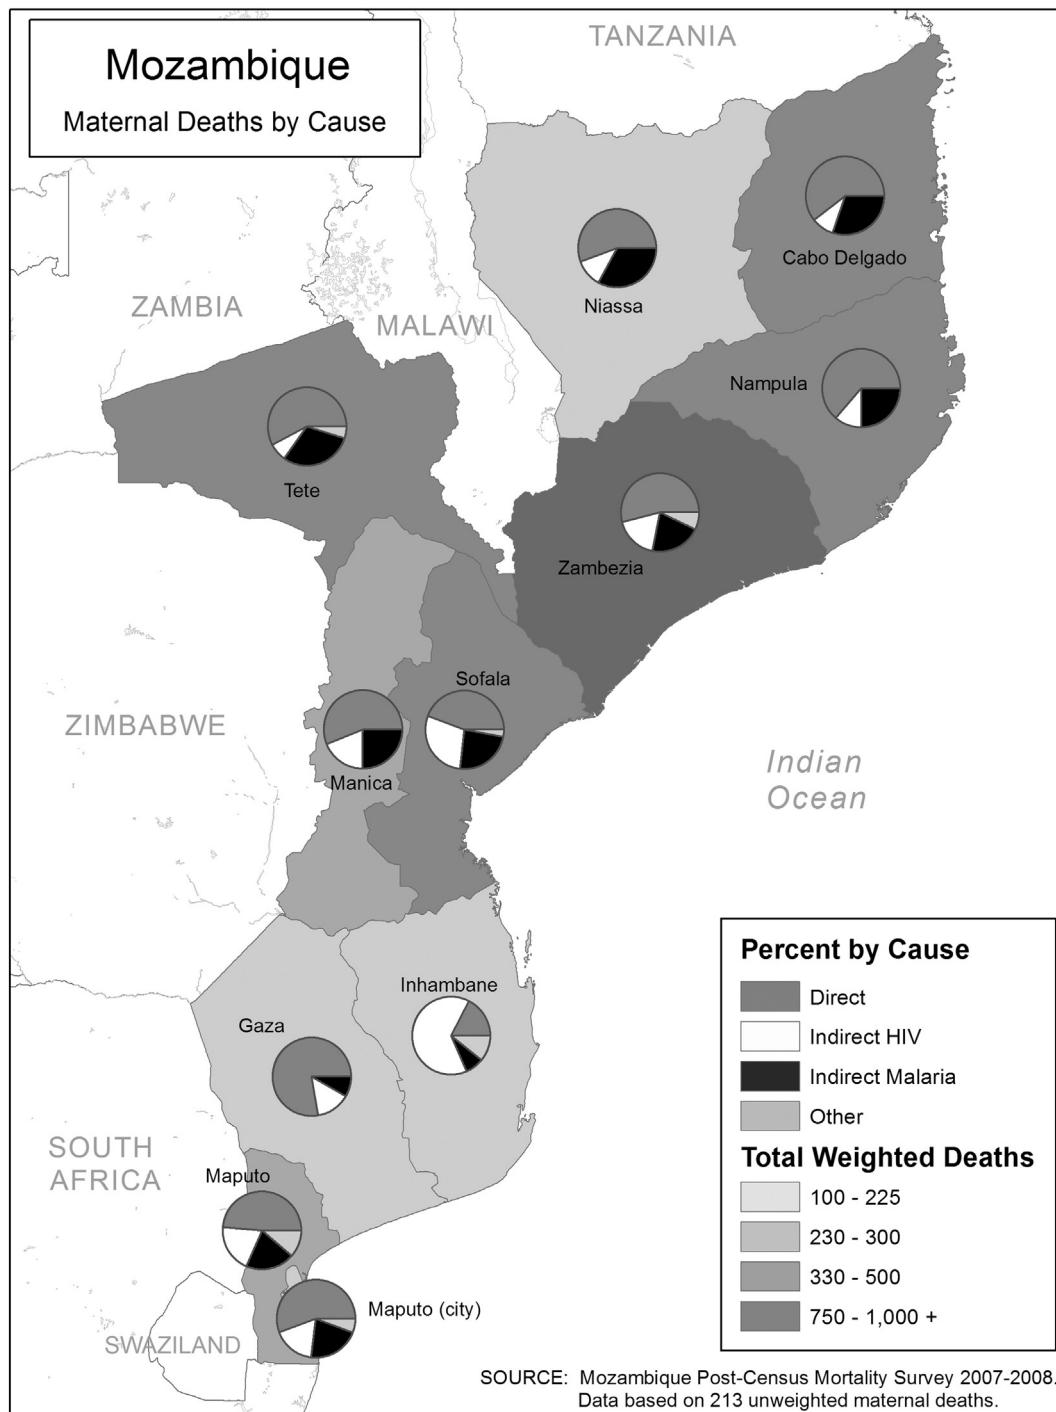 Mozambique
Maternal Deaths by Cause
TANZANIA
Cabo Delgado
Niassa
ZAMBIA
MALAWI
Nampula
Tete
Zambezia
Sofala
ZIMBABWE
Manica
Indian
Ocean
Inhambane
Gaza
SOUTH
AFRICA
Maputo
Maputo (city)
SWAZILAND
Percent by Cause
Direct
Indirect HIV
Indirect Malaria
Other
Total Weighted Deaths
100 - 225
230 - 300
330 - 500
750 - 1,000 +
SOURCE: Mozambique Post-Census Mortality Survey 2007-2008.
Data based on 213 unweighted maternal deaths.